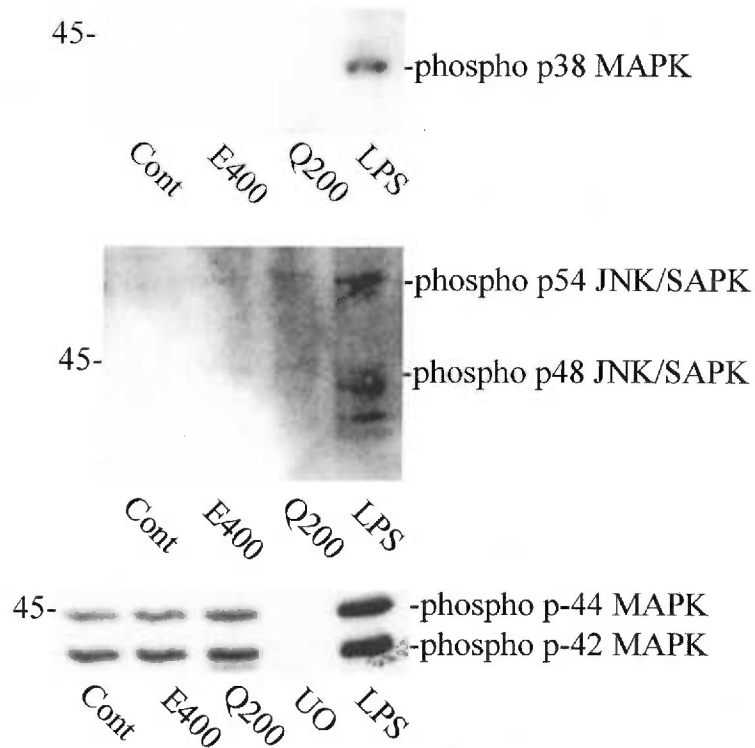 45-
-phospho p38 MAPK
Cont E400 Q200 LPS
-phospho p54 JNK/SAPK
45-
-phospho p48 JNK/SAPK
Cont E400 Q200 LPS
45-
-phospho p-44 MAPK
-phospho p-42 MAPK
Cont E400 Q200 UO LPS